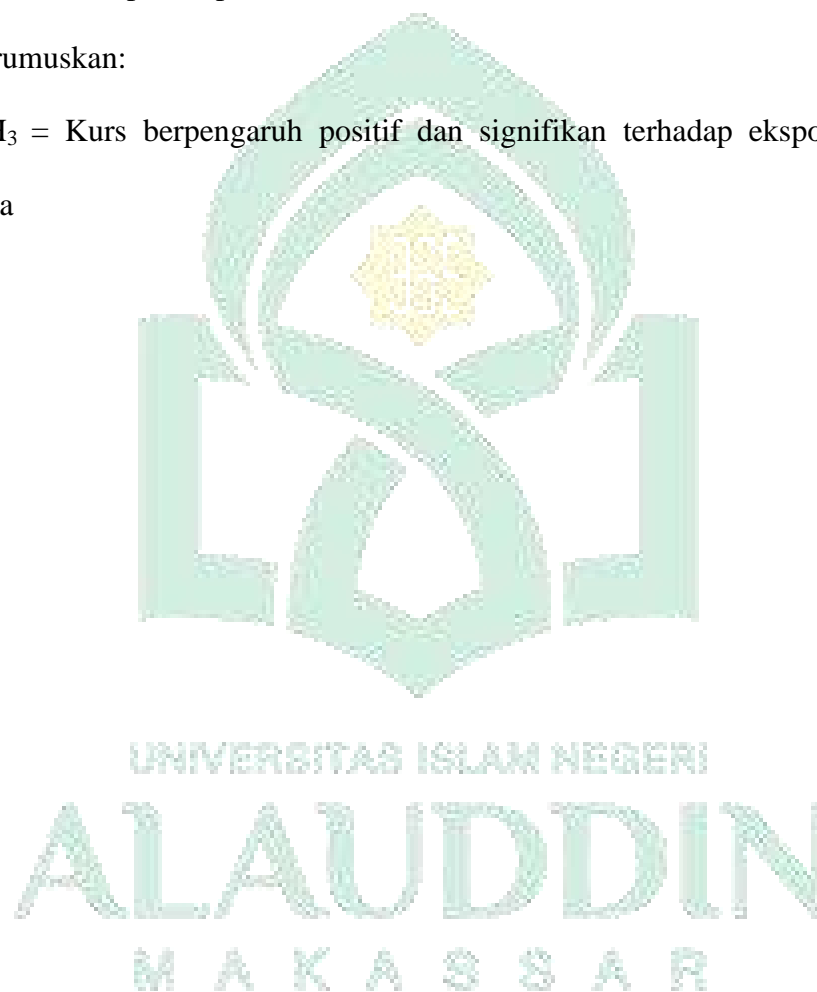 rumuskan:
H₃ = Kurs berpengaruh positif dan signifikan terhadap ekspo
a
UNIVERSITAS ISLAM NEGERI
ALAUDDIN
MAKASSAR